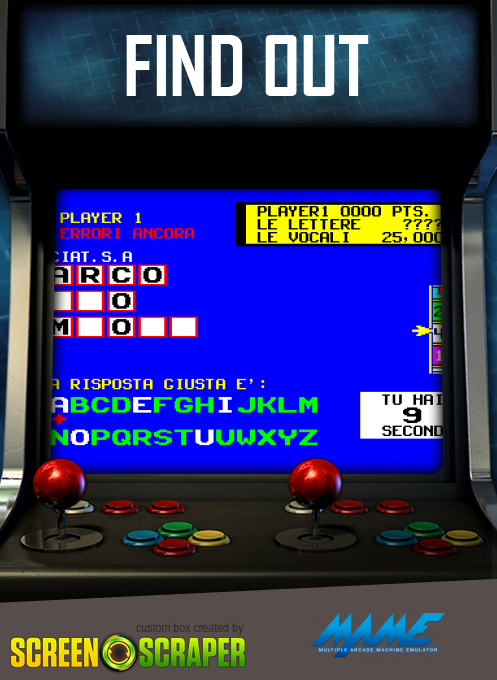 FIND OUT
PLAYER 1
ERRORI ANCORA
PLAYER1 0000 PTS.
LE LETTERE ????
LE VOCALI 25,000
CIAT.S.A
ARCO
O
M O
A RISPOSTA GIUSTA E':
ABCDEFGHIJKLM
NOPQRSTUVWXYZ
TU HAI
9
SECOND
custom box created by
SCREEN SCRAPER
MAME
MULTIPLE ARCADE MACHINE EMULATOR